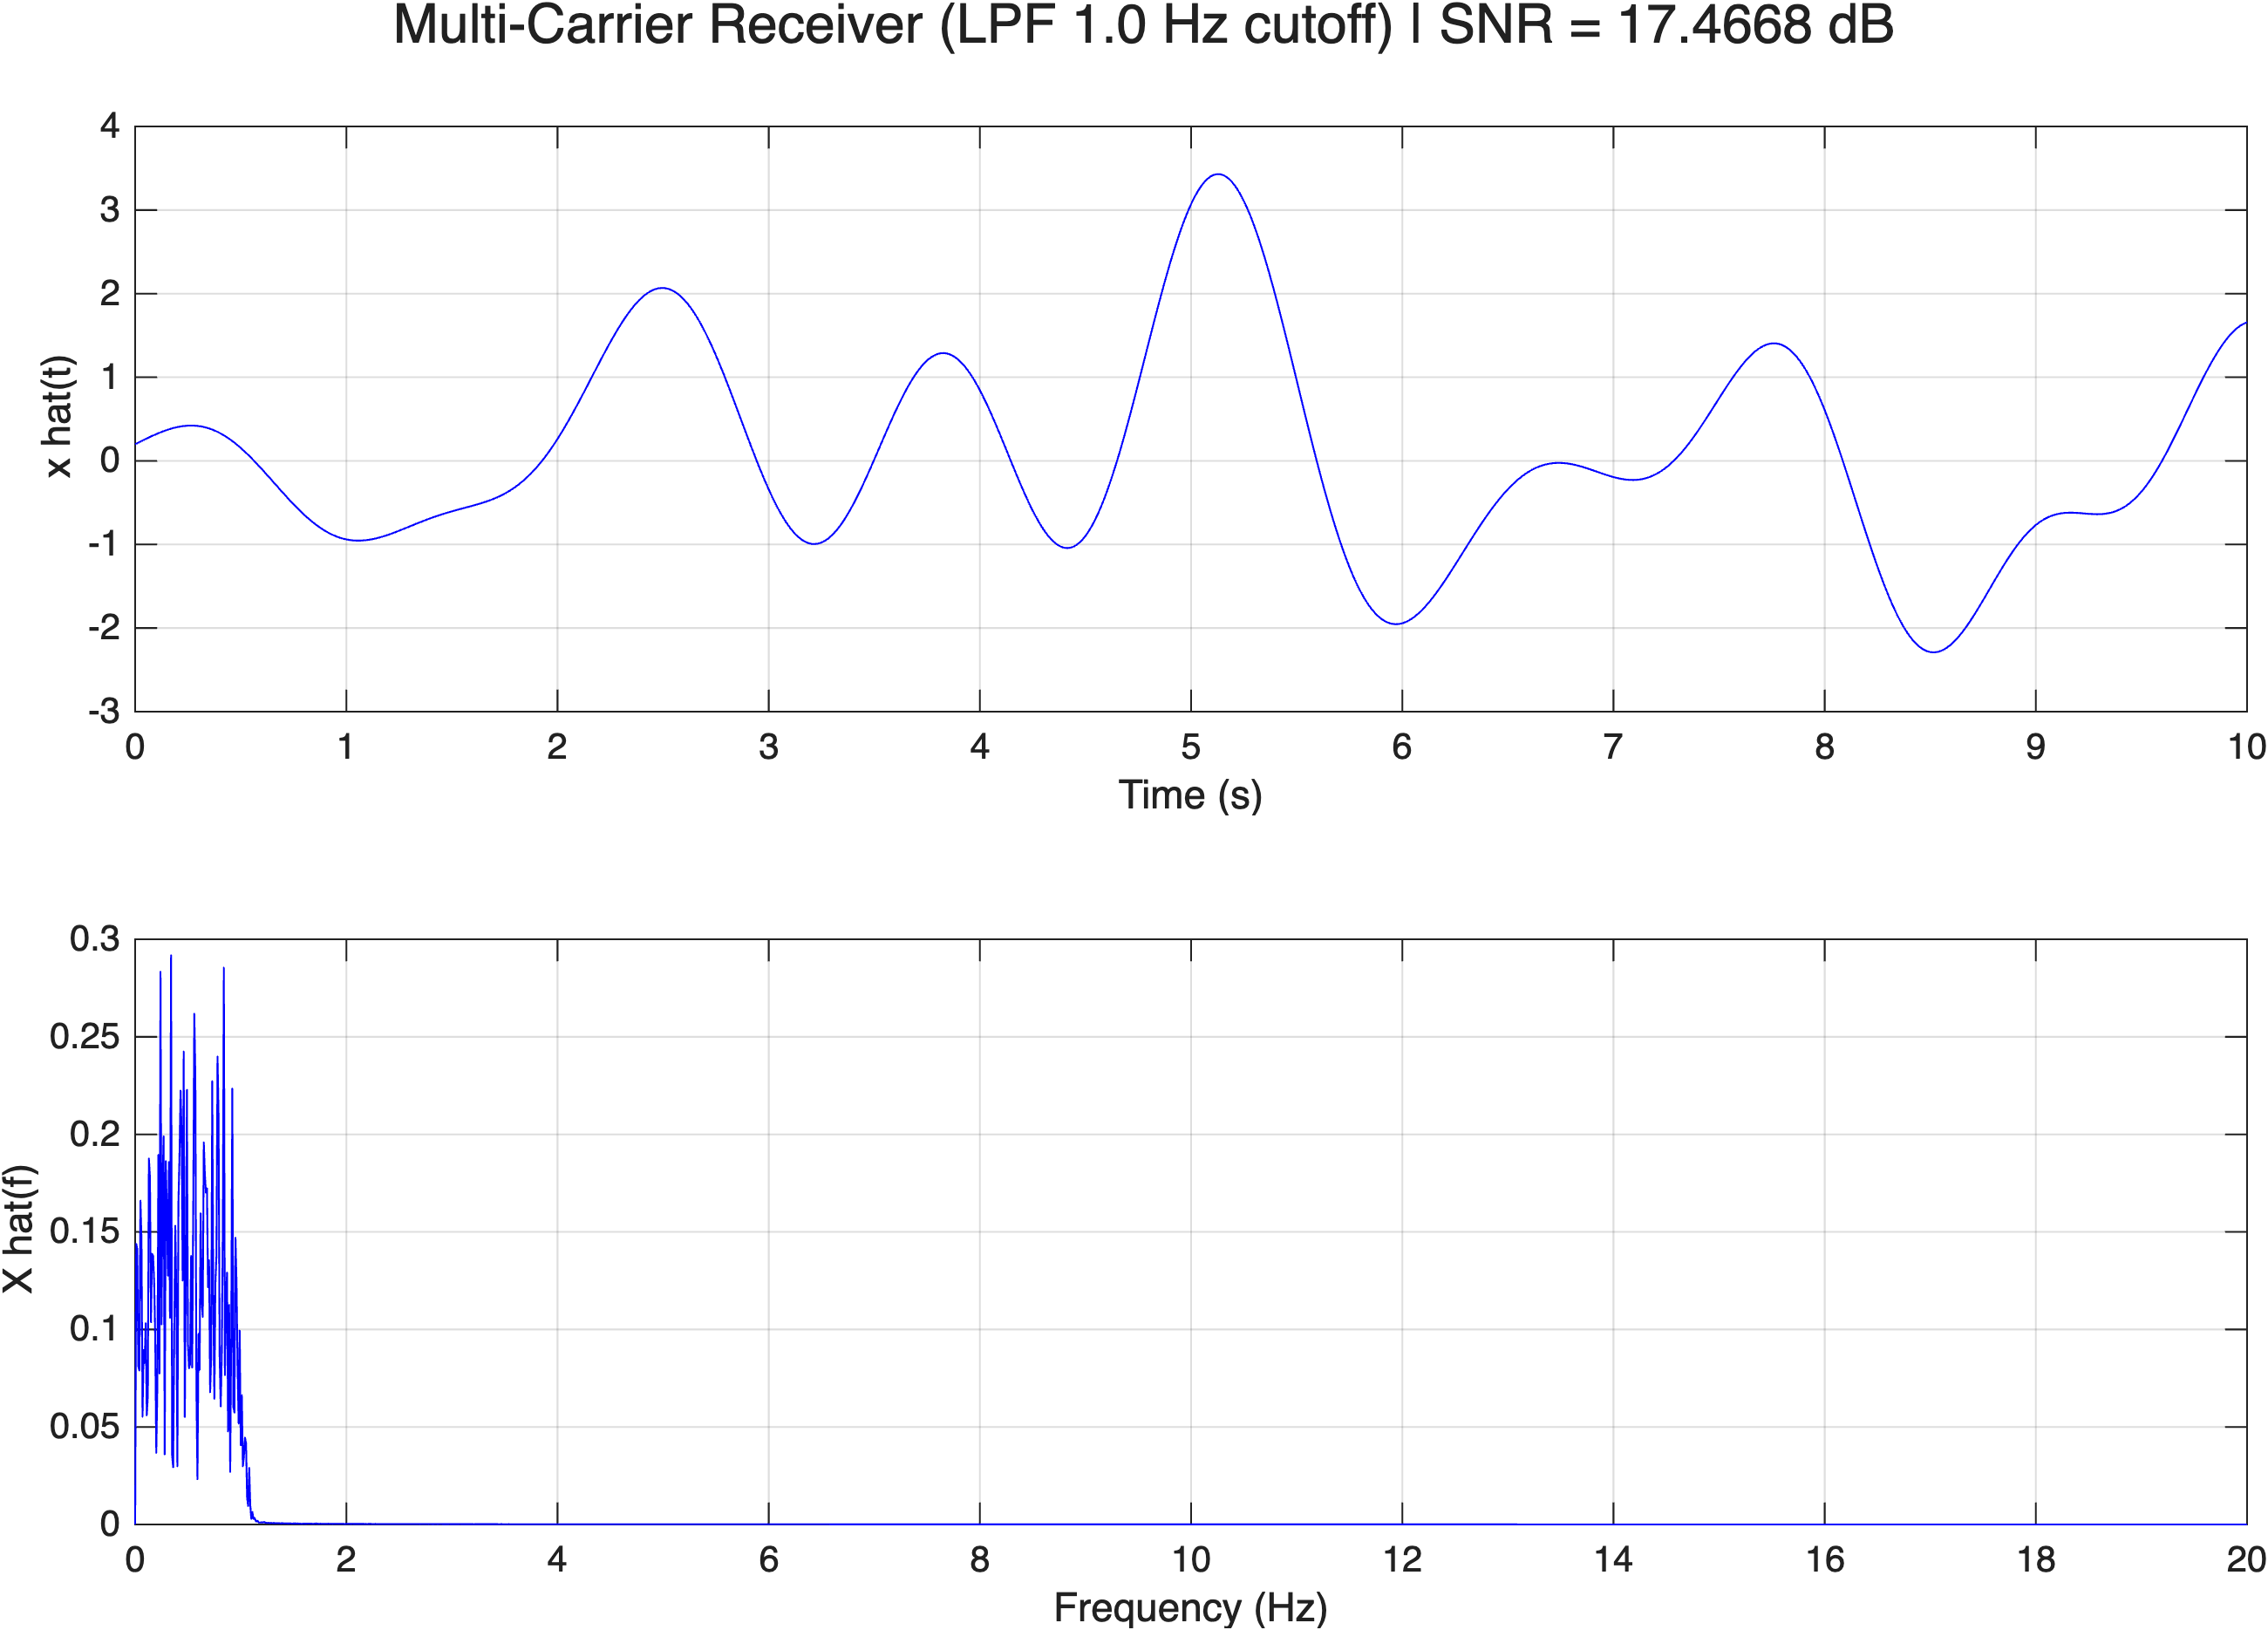 Multi-Carrier Receiver (LPF 1.0 Hz cutoff) | SNR = 17.4668 dB
4
3
2
1
0
-1
-2
-3
x hat(t)
0 1 2 3 4 5 6 7 8 9 10
Time (s)
0.3
0.25
0.2
0.15
0.1
0.05
0
X hat(f)
0 2 4 6 8 10 12 14 16 18 20
Frequency (Hz)